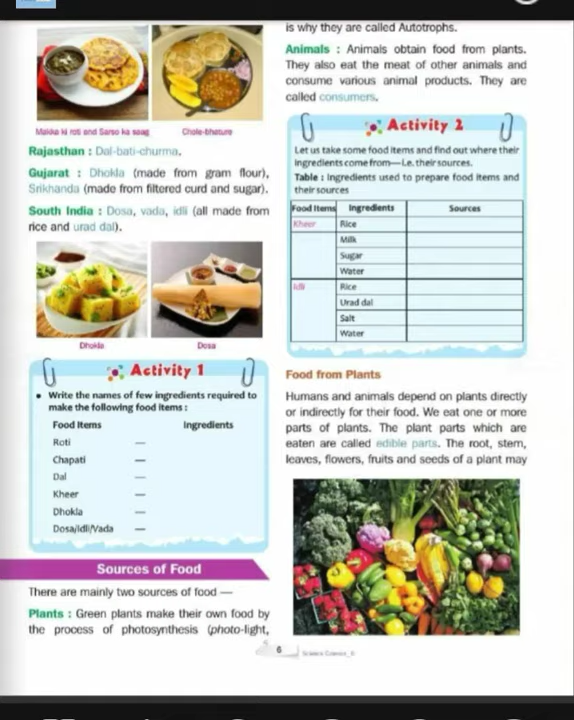 Makka ki roti and Sarso ka saag
Chole-bhature
Rajasthan : Dal-bati-churma.
Gujarat : Dhokla (made from gram flour),
Srikhanda (made from filtered curd and sugar).
South India : Dosa, vada, idli (all made from
rice and urad dal).
Dhokla
Dosa
Activity 1
• Write the names of few ingredients required to
make the following food items :
Food Items Ingredients
Roti —
Chapati —
Dal —
Kheer —
Dhokla —
Dosa/Idli/Vada —
Sources of Food
There are mainly two sources of food —
Plants : Green plants make their own food by
the process of photosynthesis (photo-light,
is why they are called Autotrophs.
Animals : Animals obtain food from plants.
They also eat the meat of other animals and
consume various animal products. They are
called consumers.
Activity 2
Let us take some food items and find out where their
ingredients come from—i.e. their sources.
Table : Ingredients used to prepare food items and
their sources
Food Items Ingredients Sources
Kheer Rice
Milk
Sugar
Water
Idli Rice
Urad dal
Salt
Water
Food from Plants
Humans and animals depend on plants directly
or indirectly for their food. We eat one or more
parts of plants. The plant parts which are
eaten are called edible parts. The root, stem,
leaves, flowers, fruits and seeds of a plant may
6